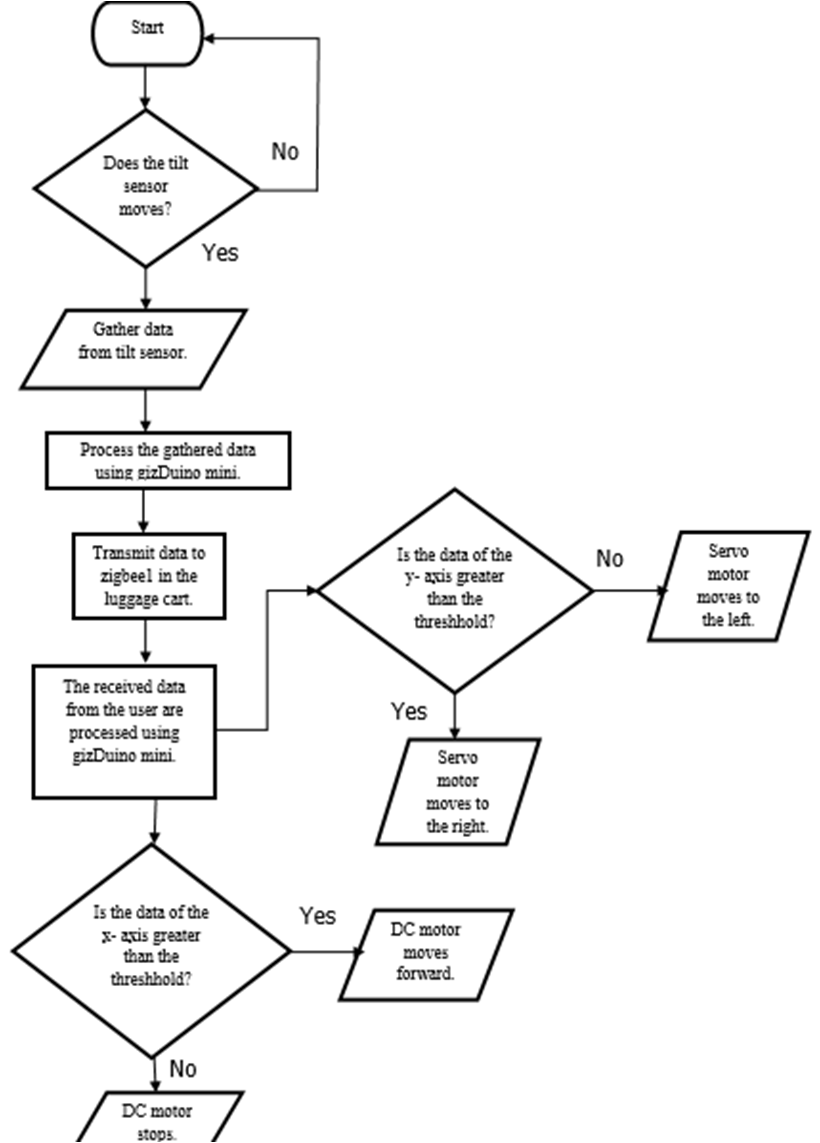 Start
No
Does the tilt
sensor
moves?
Yes
Gather data
from tilt sensor.
Process the gathered data
using gizDuino mini.
Transmit data to
zigbee1 in the
luggage cart.
The received data
from the user are
processed using
gizDuino mini.
Is the data of the
y- axis greater
than the
threshhold?
No
Servo
motor
moves to
the left.
Yes
Servo
motor
moves to
the right.
Is the data of the
x- axis greater
than the
threshhold?
Yes
DC motor
moves
forward.
No
DC motor
stops.